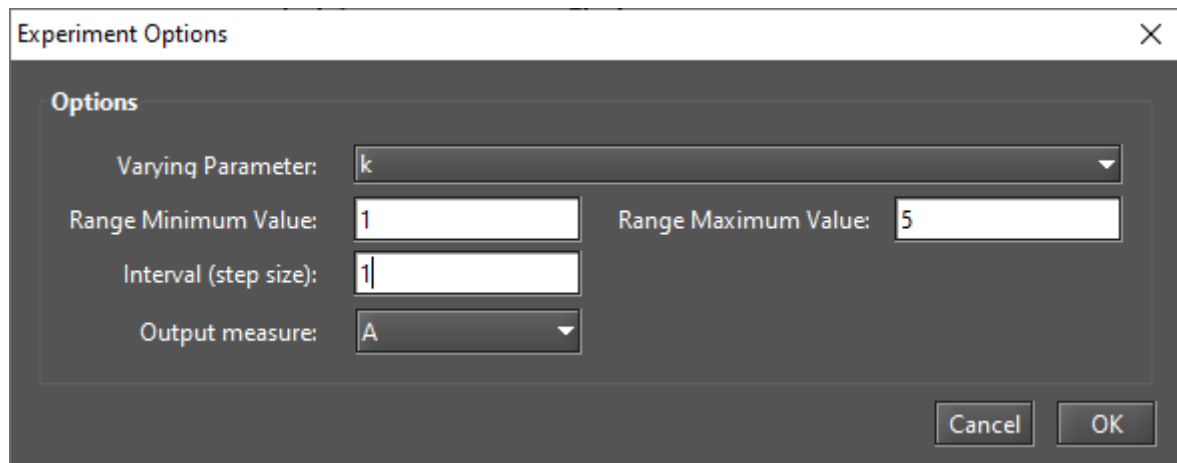 Experiment Options
Options
Varying Parameter: k
Range Minimum Value: 1 Range Maximum Value: 5
Interval (step size): 1
Output measure: A
Cancel OK